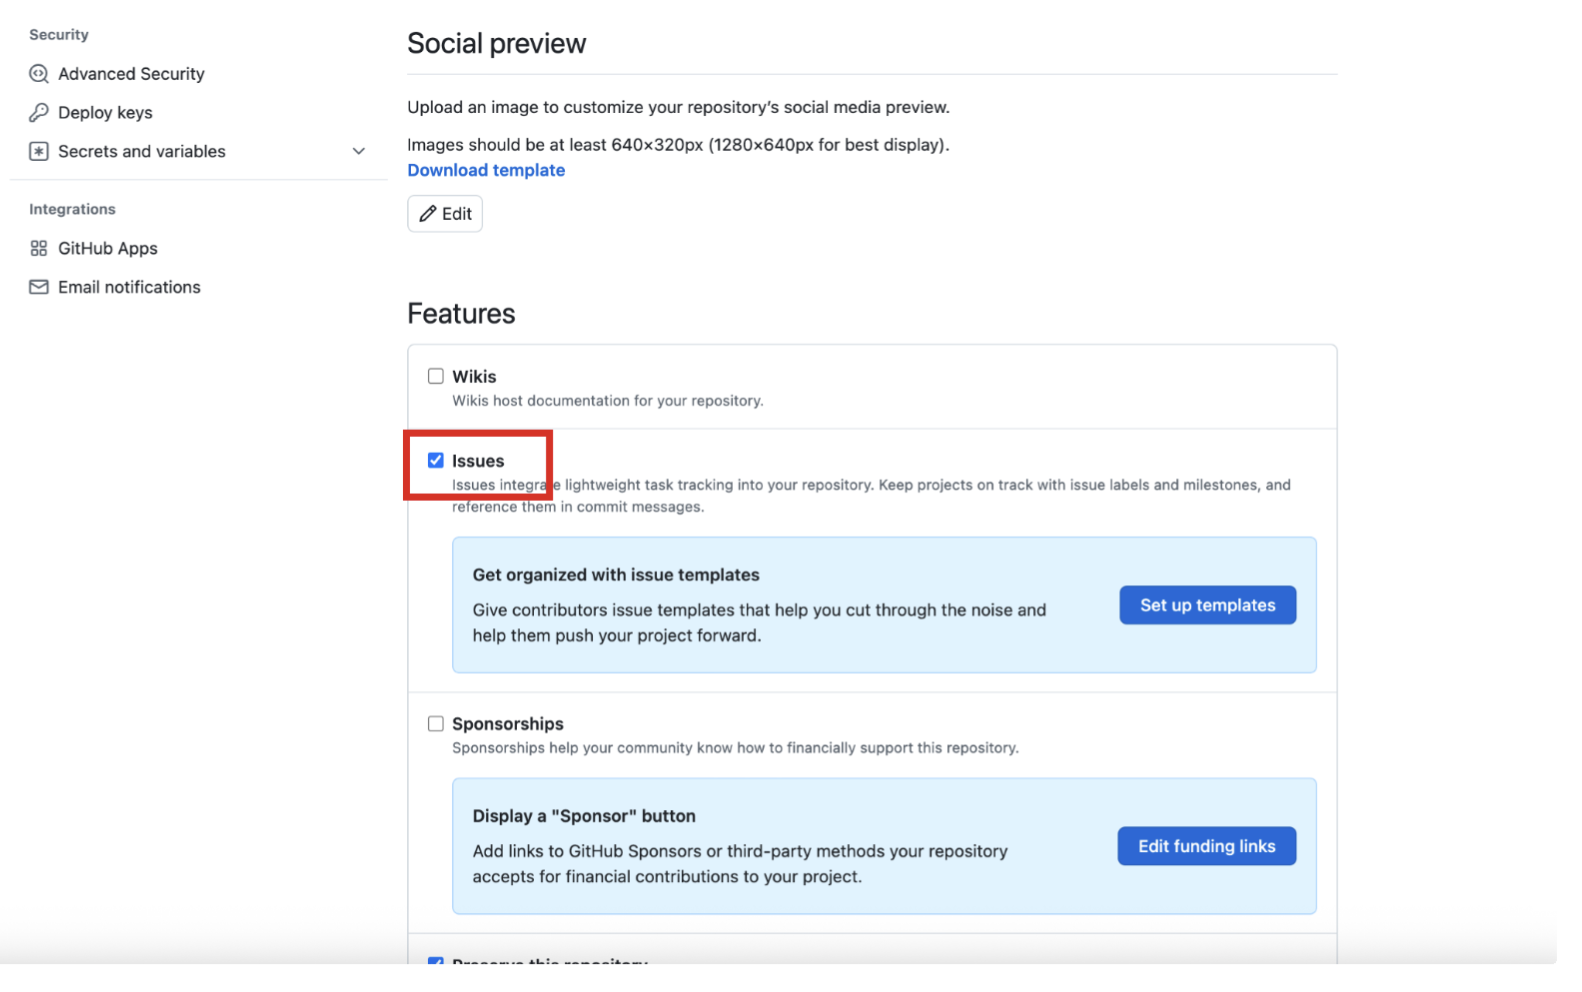 Security
Advanced Security
Deploy keys
Secrets and variables
Integrations
GitHub Apps
Email notifications
Social preview
Upload an image to customize your repository's social media preview.
Images should be at least 640×320px (1280×640px for best display).
Download template
Edit
Features
Wikis
Wikis host documentation for your repository.
Issues
Issues integrate lightweight task tracking into your repository. Keep projects on track with issue labels and milestones, and
reference them in commit messages.
Get organized with issue templates
Give contributors issue templates that help you cut through the noise and
help them push your project forward.
Set up templates
Sponsorships
Sponsorships help your community know how to financially support this repository.
Display a "Sponsor" button
Add links to GitHub Sponsors or third-party methods your repository
accepts for financial contributions to your project.
Edit funding links
Preserve this repository